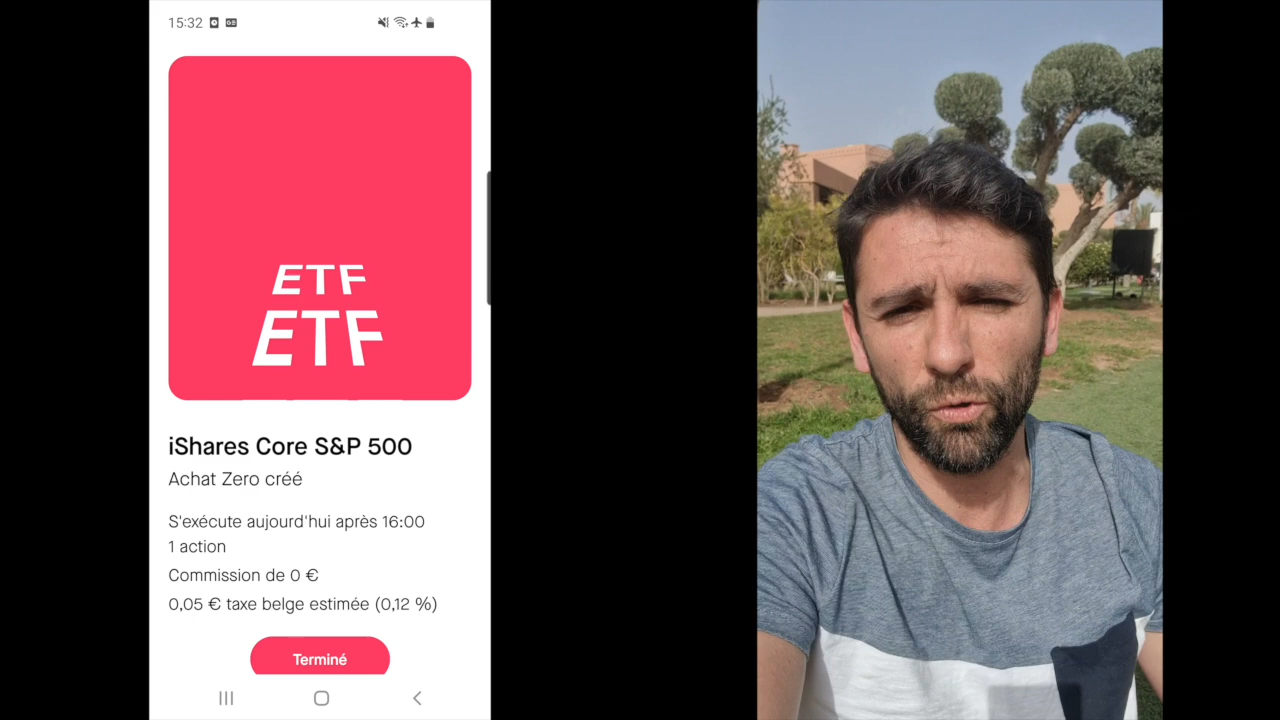 15:32
ETF
ETF
iShares Core S&P 500
Achat Zero créé
S'exécute aujourd'hui après 16:00
1 action
Commission de 0 €
0,05 € taxe belge estimée (0,12 %)
Terminé